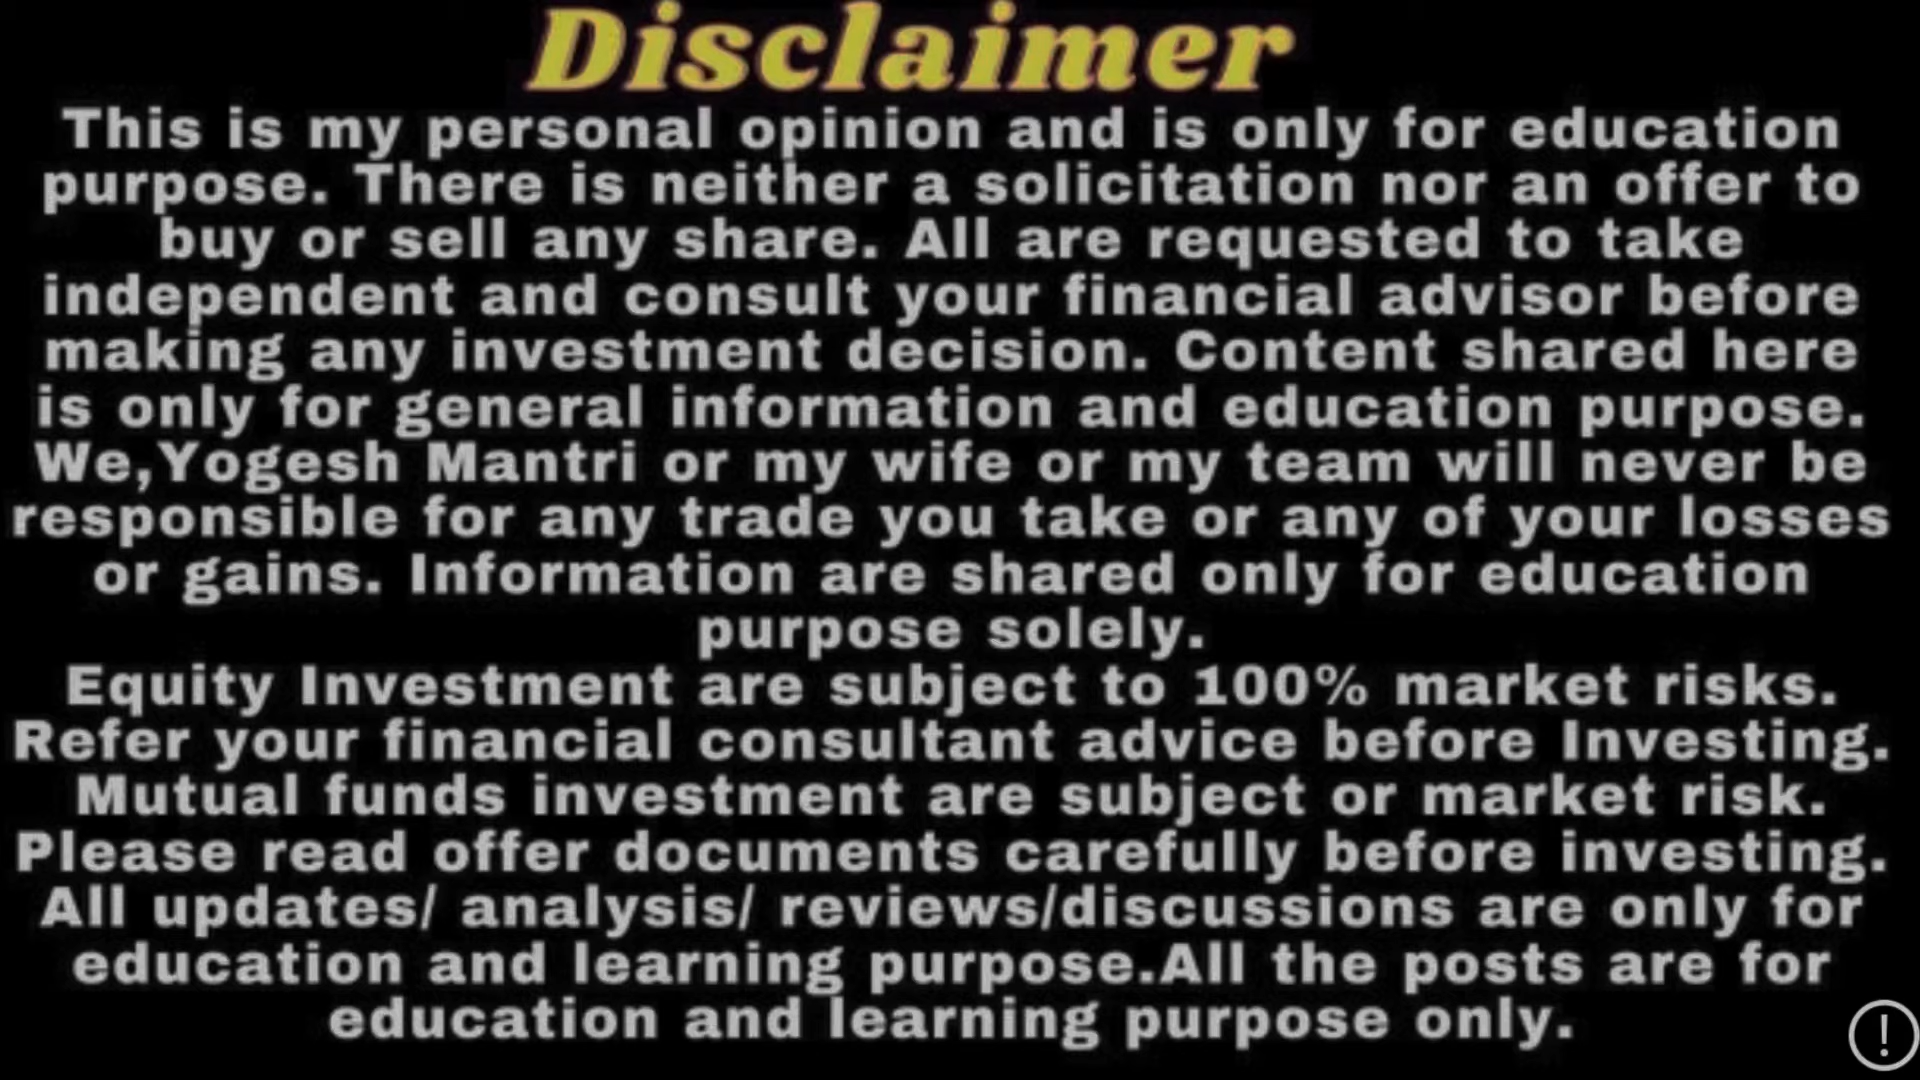 Disclaimer
This is my personal opinion and is only for education
purpose. There is neither a solicitation nor an offer to
buy or sell any share. All are requested to take
independent and consult your financial advisor before
making any investment decision. Content shared here
is only for general information and education purpose.
We,Yogesh Mantri or my wife or my team will never be
responsible for any trade you take or any of your losses
or gains. Information are shared only for education
purpose solely.
Equity Investment are subject to 100% market risks.
Refer your financial consultant advice before Investing.
Mutual funds investment are subject or market risk.
Please read offer documents carefully before investing.
All updates/ analysis/ reviews/discussions are only for
education and learning purpose.All the posts are for
education and learning purpose only.